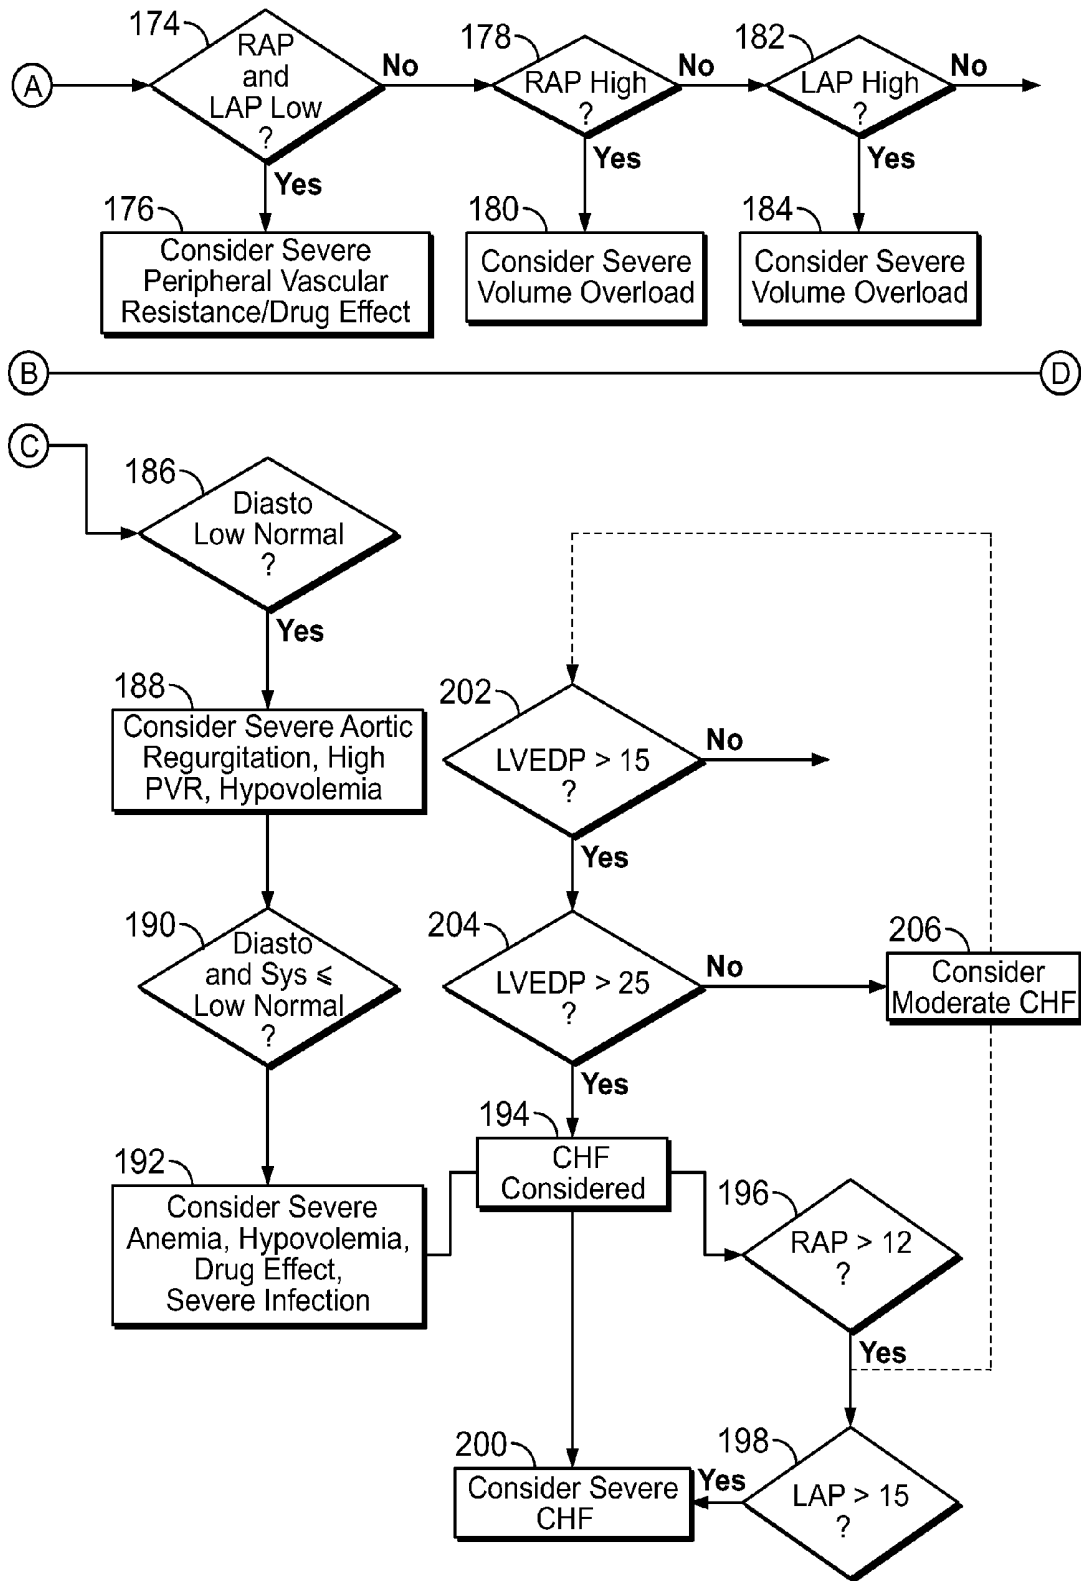 174
RAP
and
LAP Low
?
No
178
RAP High
?
No
182
LAP High
?
No
A
Yes
Yes
Yes
176
Consider Severe
Peripheral Vascular
Resistance/Drug Effect
180
Consider Severe
Volume Overload
184
Consider Severe
Volume Overload
B
D
C
186
Diasto
Low Normal
?
Yes
188
Consider Severe Aortic
Regurgitation, High
PVR, Hypovolemia
202
LVEDP > 15
?
No
Yes
190
Diasto
and Sys ⩽
Low Normal
?
204
LVEDP > 25
?
No
Yes
206
Consider
Moderate CHF
192
Consider Severe
Anemia, Hypovolemia,
Drug Effect,
Severe Infection
194
CHF
Considered
196
RAP > 12
?
Yes
198
LAP > 15
?
Yes
200
Consider Severe
CHF